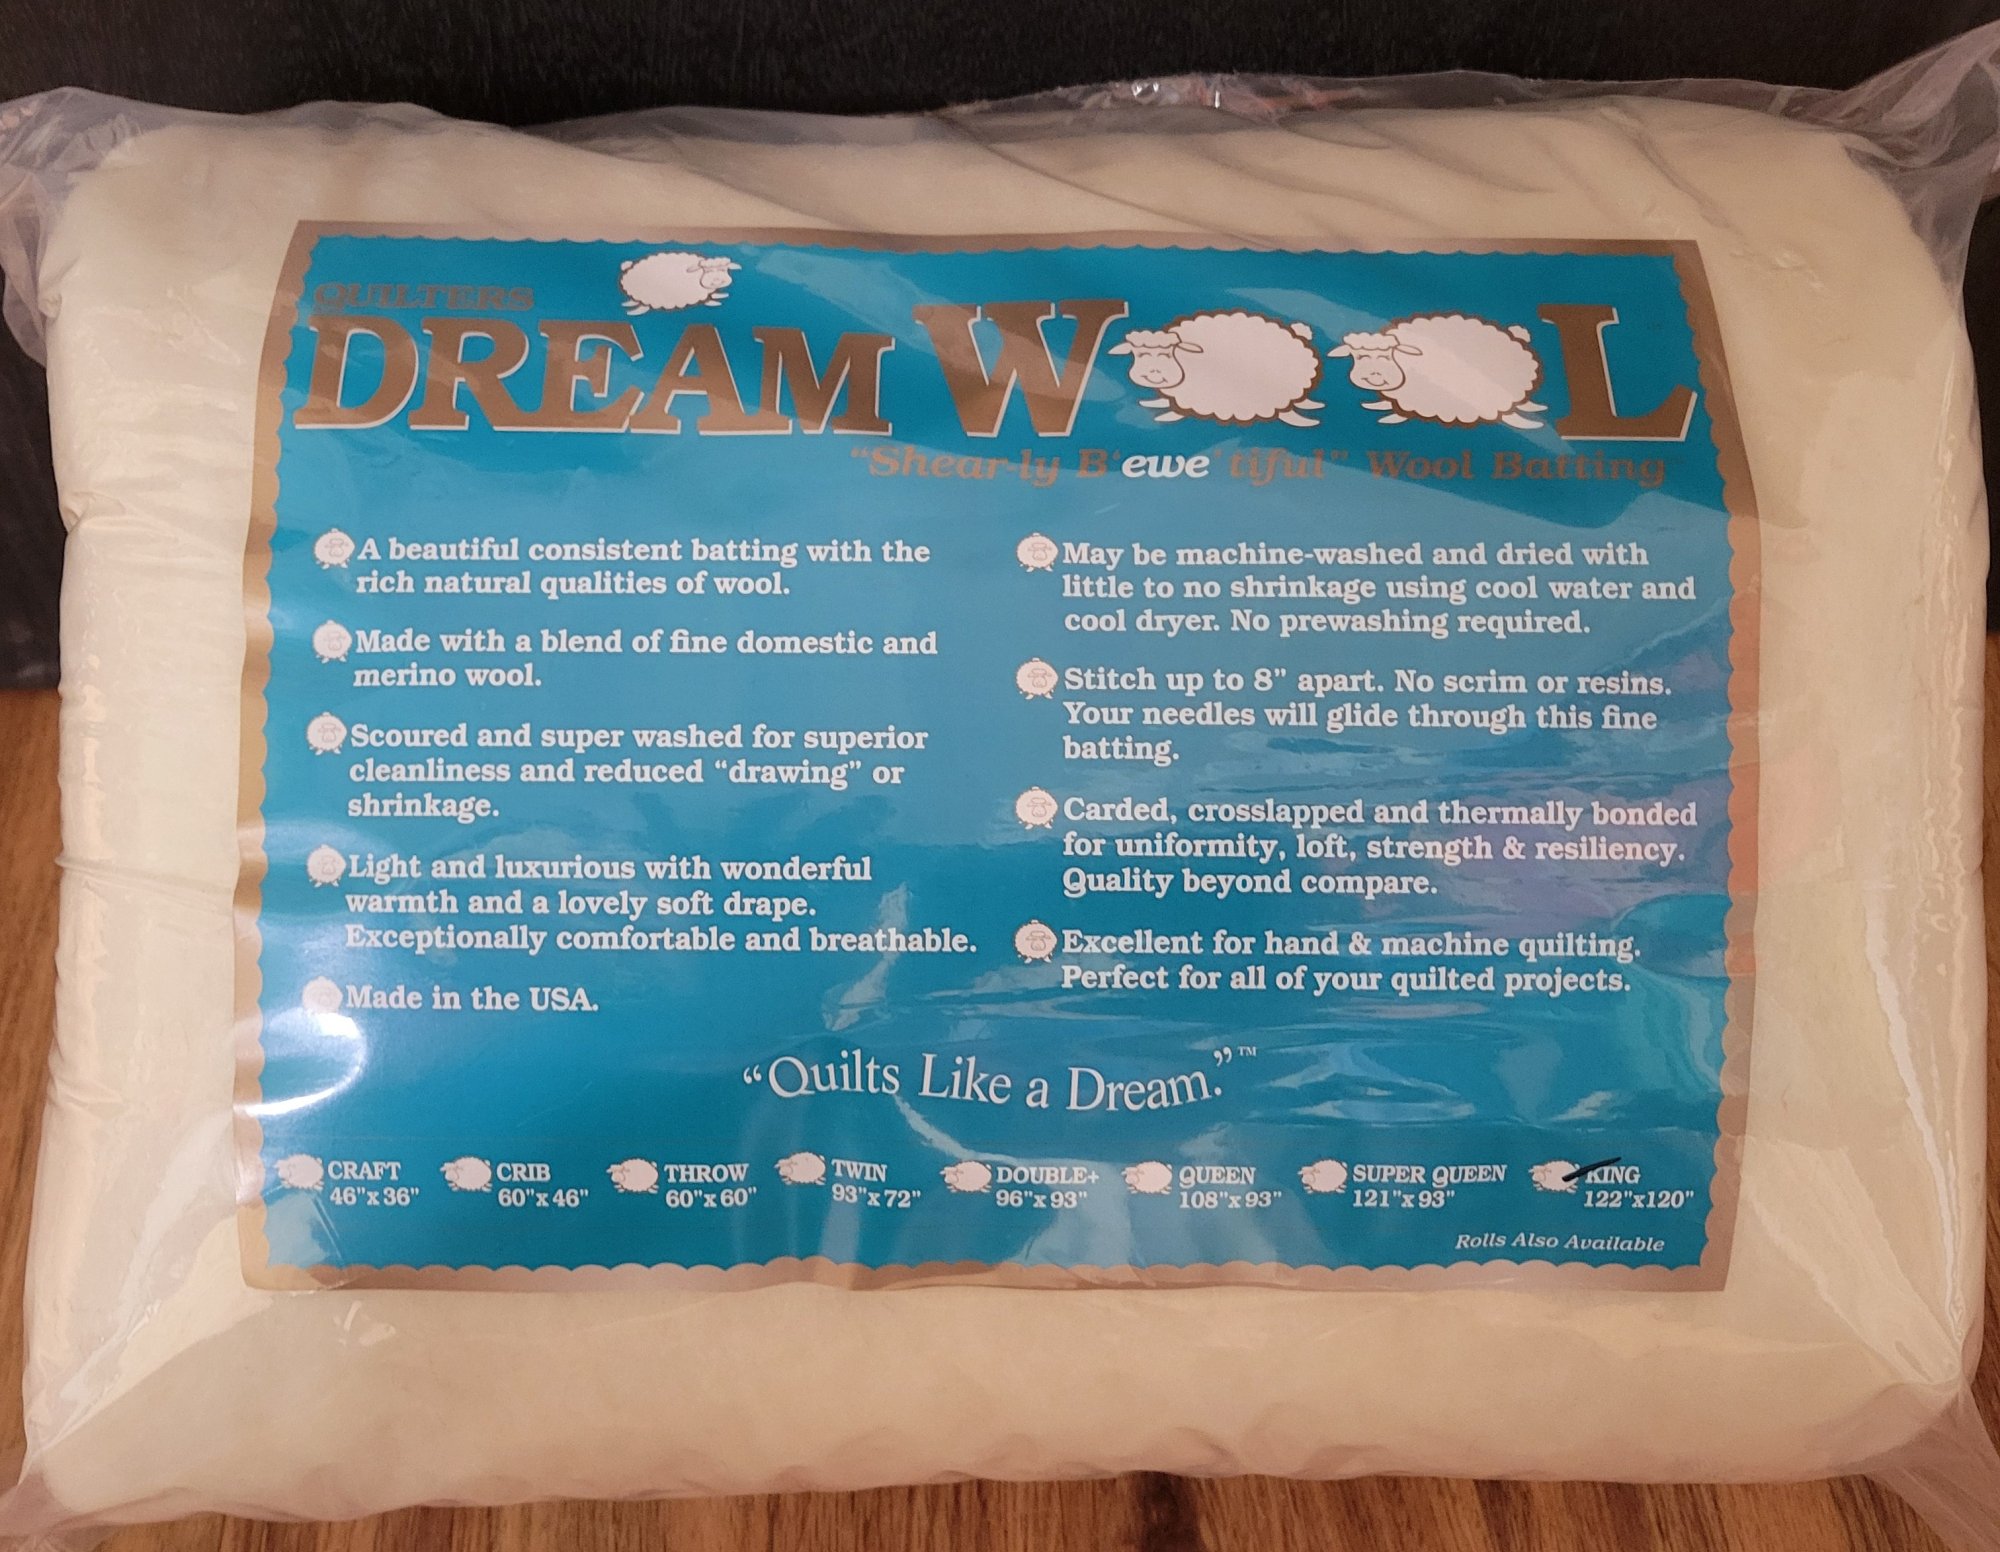 QUILTERS
DREAM WOOL
"Shear-ly B'ewe'tiful" Wool Batting
A beautiful consistent batting with the
rich natural qualities of wool.
Made with a blend of fine domestic and
merino wool.
Scoured and super washed for superior
cleanliness and reduced “drawing” or
shrinkage.
Light and luxurious with wonderful
warmth and a lovely soft drape.
Exceptionally comfortable and breathable.
Made in the USA.
May be machine-washed and dried with
little to no shrinkage using cool water and
cool dryer. No prewashing required.
Stitch up to 8” apart. No scrim or resins.
Your needles will glide through this fine
batting.
Carded, crosslapped and thermally bonded
for uniformity, loft, strength & resiliency.
Quality beyond compare.
Excellent for hand & machine quilting.
Perfect for all of your quilted projects.
“Quilts Like a Dream.”™
CRAFT
46"x 36"
CRIB
60"x 46"
THROW
60"x 60"
TWIN
93"x 72"
DOUBLE+
96"x 93"
QUEEN
108"x 93"
SUPER QUEEN
121"x 93"
KING
122"x120"
Rolls Also Available